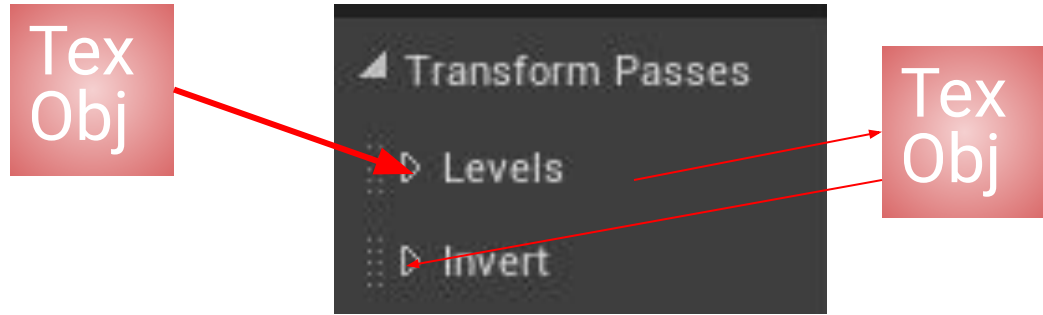 Tex
Obj
Transform Passes
Levels
Invert
Tex
Obj